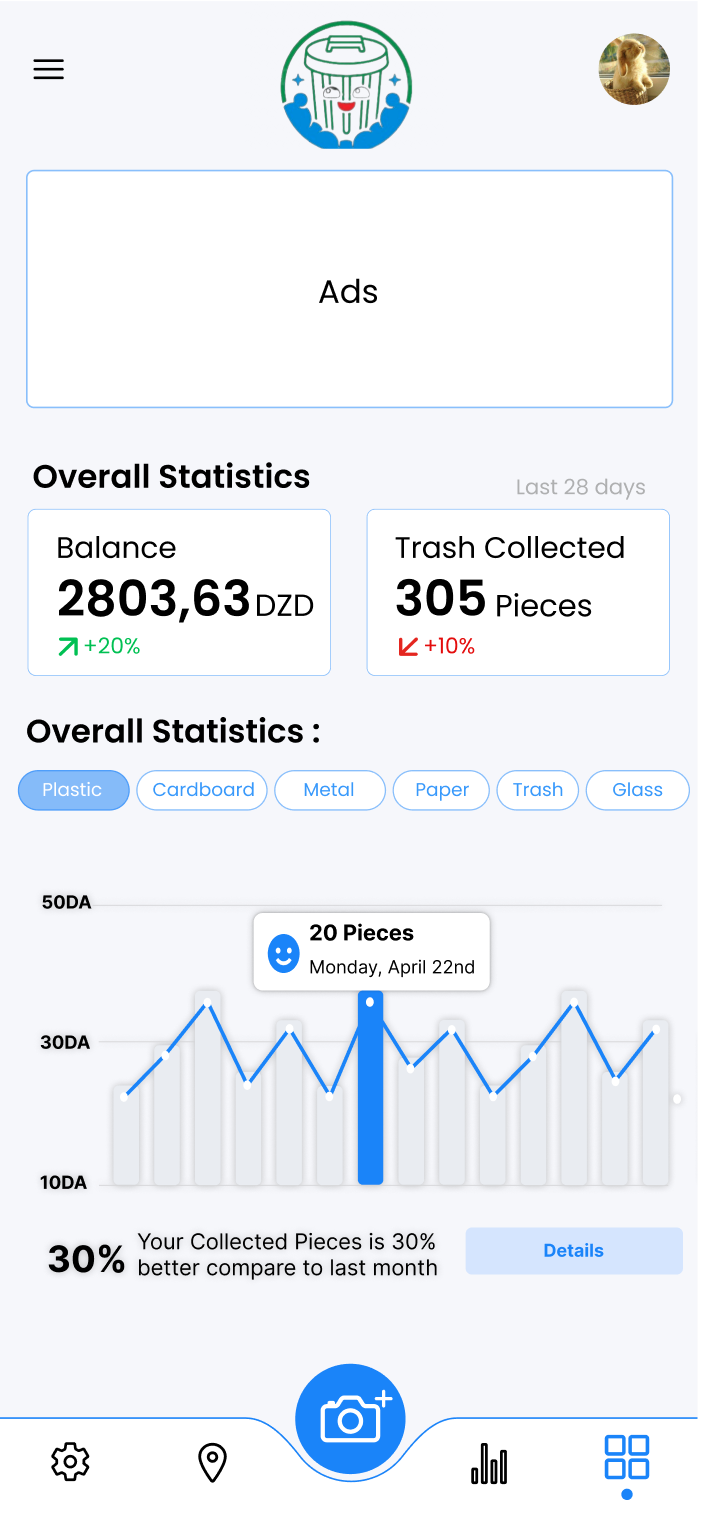 Ads
Overall Statistics
Last 28 days
Balance
2803,63 DZD
+20%
Trash Collected
305 Pieces
+10%
Overall Statistics :
Plastic
Cardboard
Metal
Paper
Trash
Glass
50DA
20 Pieces
Monday, April 22nd
30DA
10DA
30%
Your Collected Pieces is 30%
better compare to last month
Details